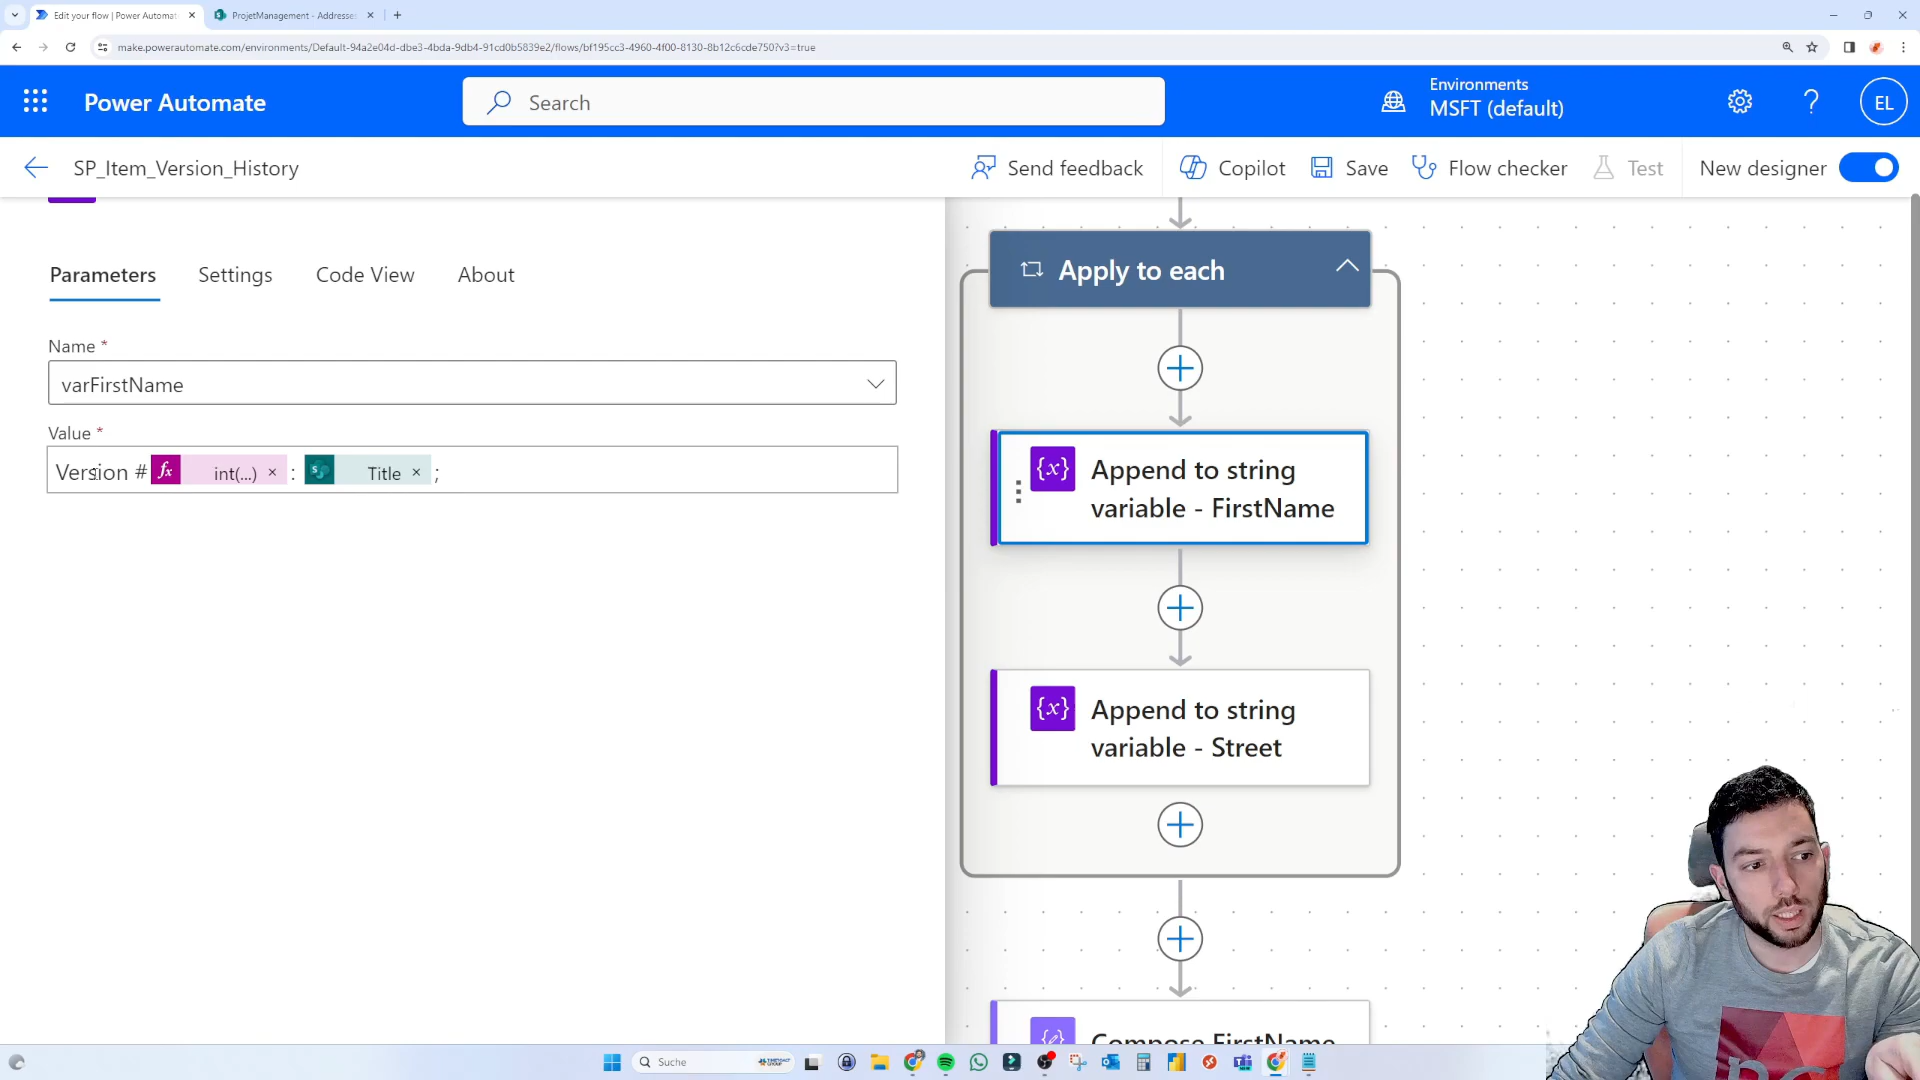 Edit your flow | Power Automat
ProjetManagement - Addresses
make.powerautomate.com/environments/Default-94a2e04d-dbe3-4bda-9db4-91cd0b5839e2/flows/bf195cc3-4960-4f00-8130-8b12c6cde750?v3=true
Power Automate
Search
Environments
MSFT (default)
EL
SP_Item_Version_History
Send feedback
Copilot
Save
Flow checker
Test
New designer
Parameters
Settings
Code View
About
Name *
varFirstName
Value *
Version # fx int(...) × : Title × ;
Apply to each
{x} Append to string
variable - FirstName
{x} Append to string
variable - Street
Compose FirstName
Suche